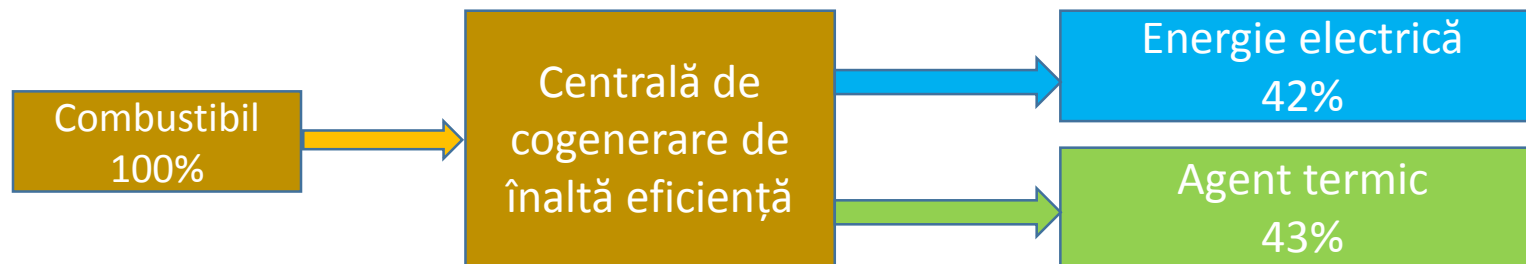 Combustibil
100%
Centrală de
cogenerare de
înaltă eficiență
Energie electrică
42%
Agent termic
43%